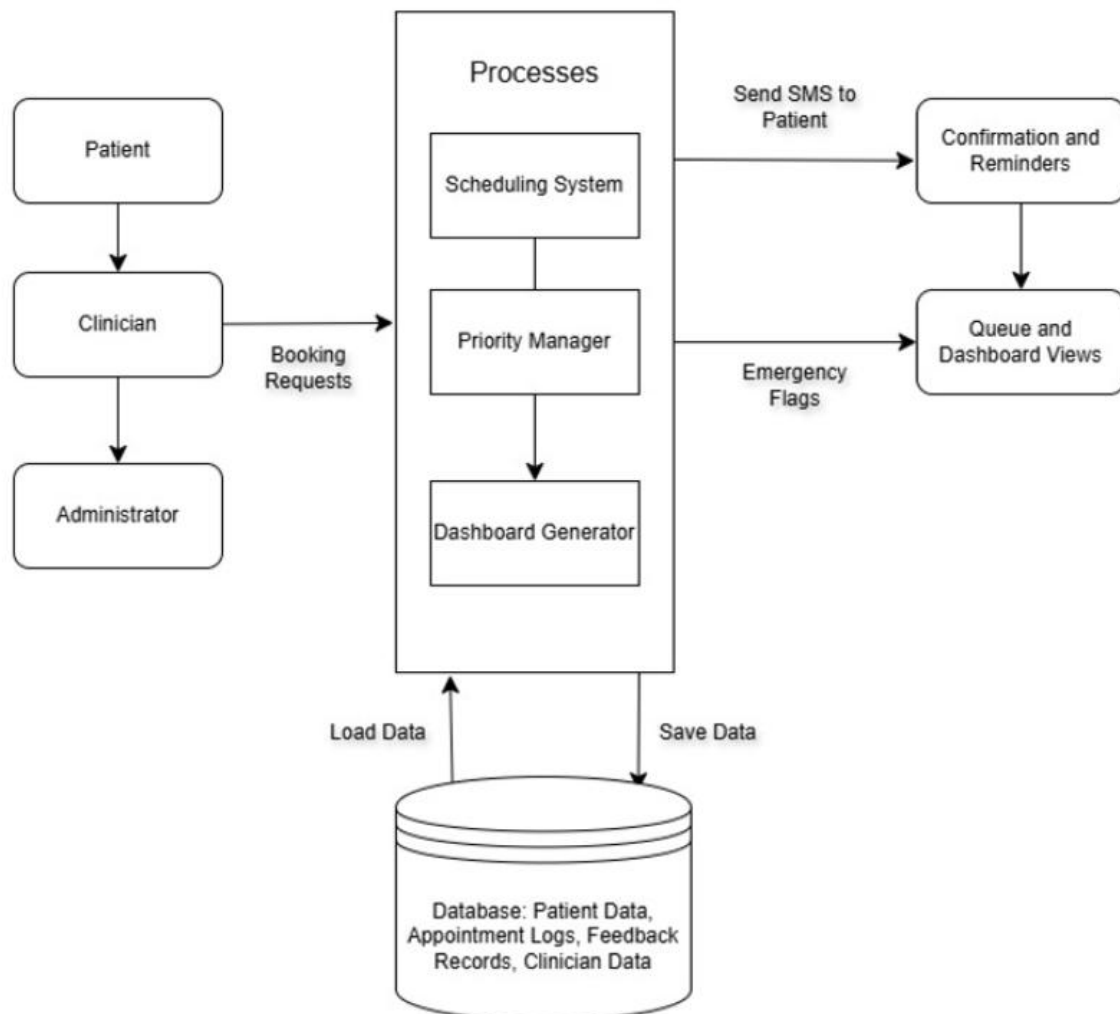 Processes
Patient
Clinician
Administrator
Booking
Requests
Scheduling System
Priority Manager
Dashboard Generator
Send SMS to
Patient
Emergency
Flags
Confirmation and
Reminders
Queue and
Dashboard Views
Load Data
Save Data
Database: Patient Data,
Appointment Logs, Feedback
Records, Clinician Data